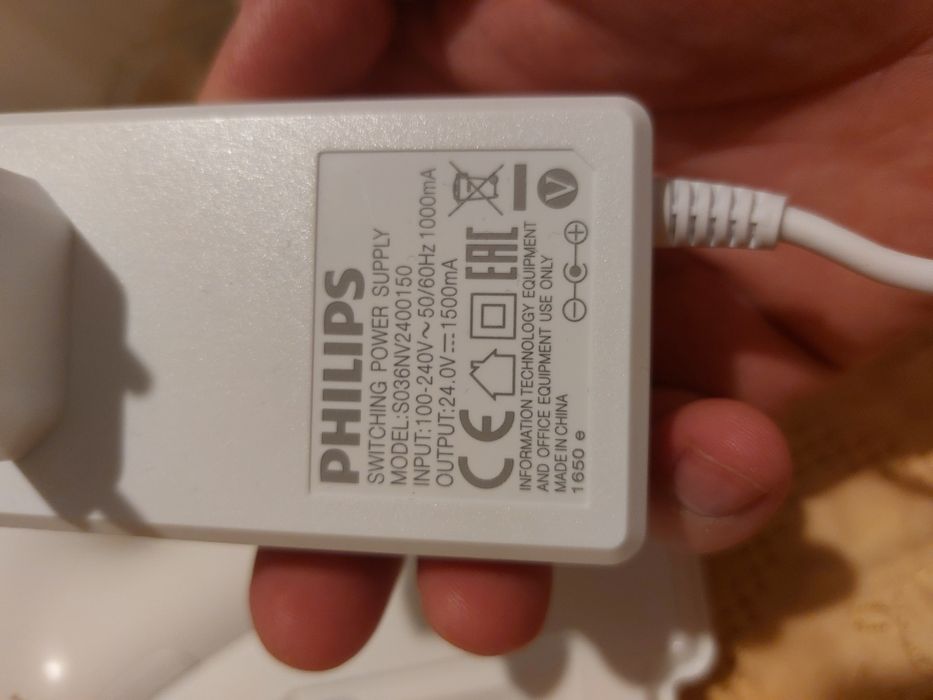 PHILIPS
SWITCHING POWER SUPPLY
MODEL:S036NV2400150
INPUT:100-240V~50/60Hz 1000mA
OUTPUT:24.0V⎓1500mA
CE EAC
INFORMATION TECHNOLOGY EQUIPMENT
AND OFFICE EQUIPMENT USE ONLY
MADE IN CHINA
1650 e
V